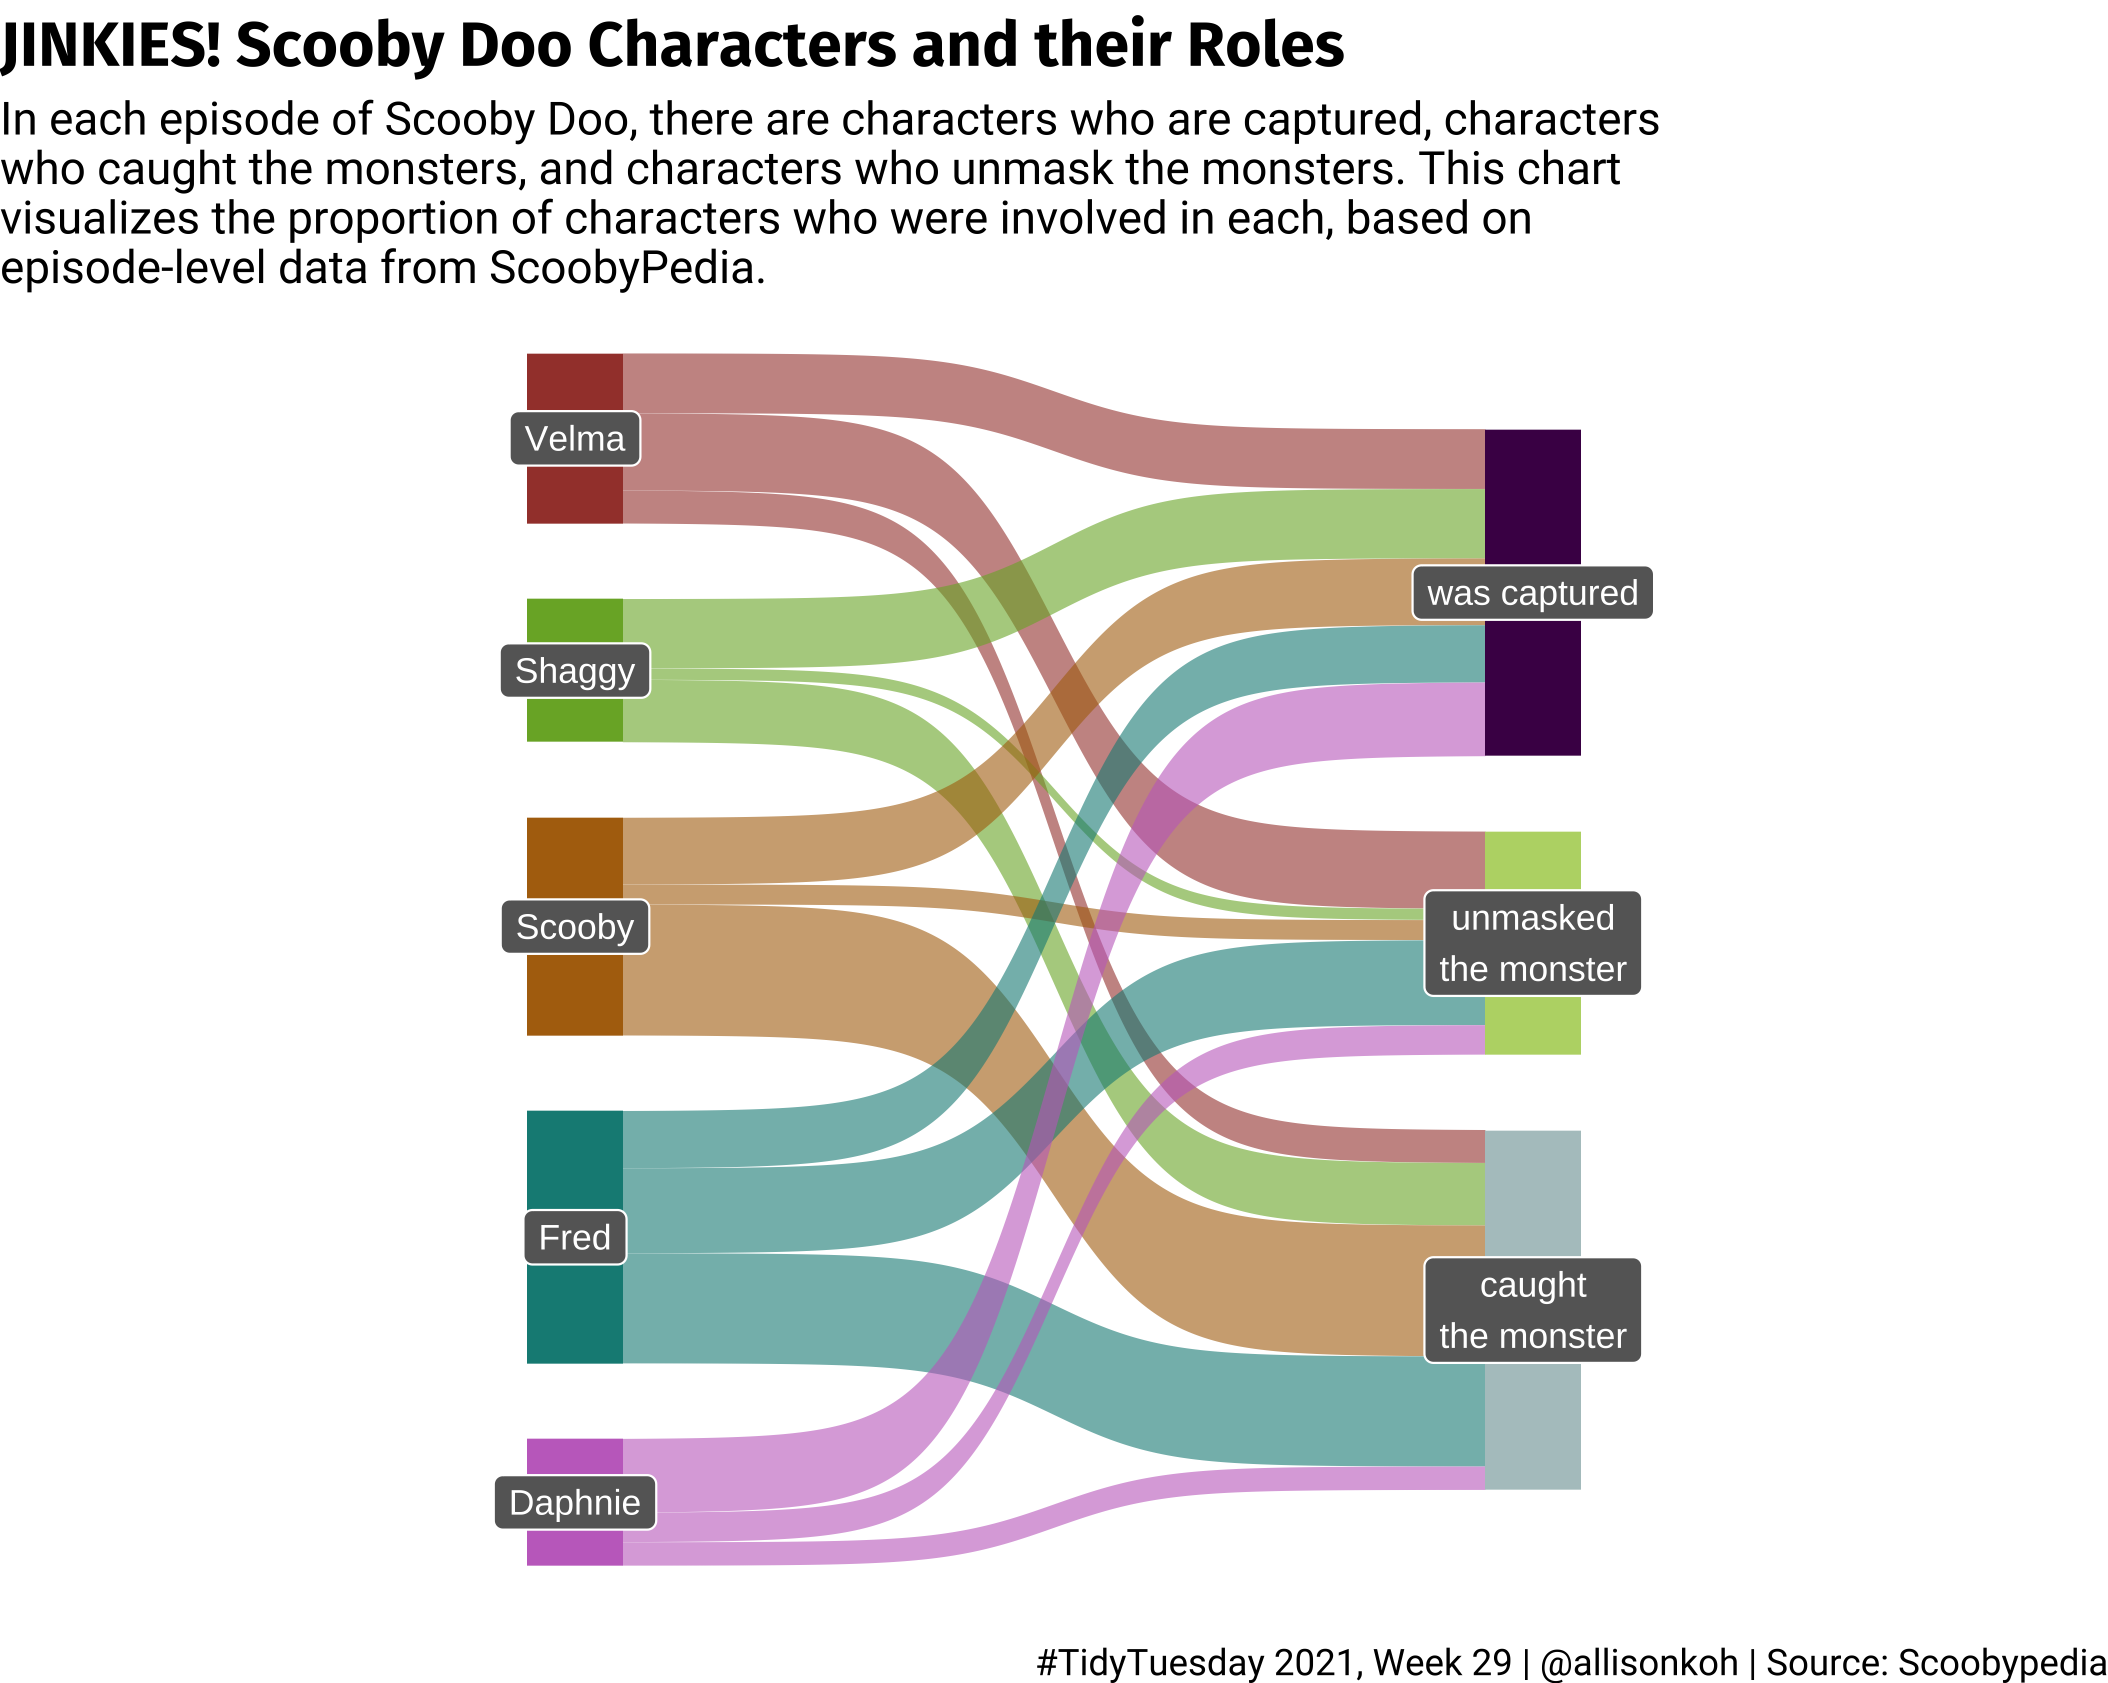 JINKIES! Scooby Doo Characters and their Roles
In each episode of Scooby Doo, there are characters who are captured, characters
who caught the monsters, and characters who unmask the monsters. This chart
visualizes the proportion of characters who were involved in each, based on
episode-level data from ScoobyPedia.
Velma
was captured
Shaggy
Scooby
unmasked
the monster
Fred
caught
the monster
Daphnie
#TidyTuesday 2021, Week 29 | @allisonkoh | Source: Scoobypedia